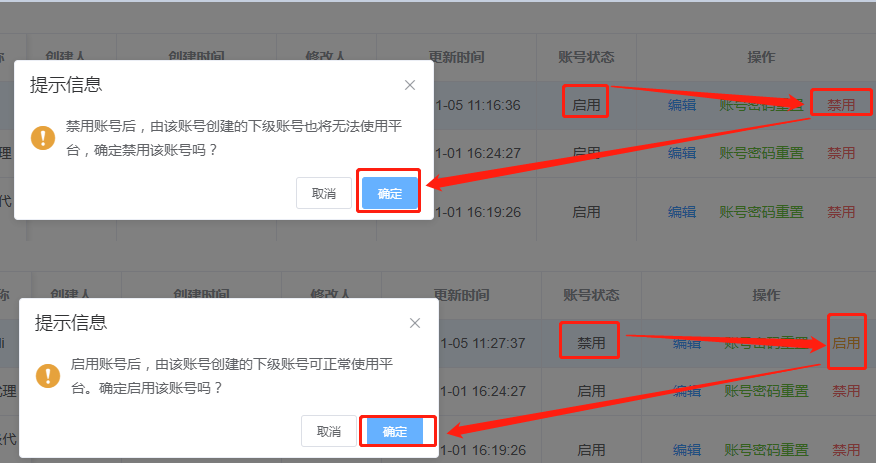 称 创建人 创建时间 修改人 更新时间 账号状态 操作
提示信息
1-05 11:16:36 启用 编辑 账号密码重置 禁用
禁用账号后，由该账号创建的下级账号也将无法使用平
台，确定禁用该账号吗？
理 1-01 16:24:27 启用 编辑 账号密码重置 禁用
取消 确定
代 1-01 16:19:26 启用 编辑 账号密码重置 禁用
称 创建人 创建时间 修改人 更新时间 账号状态 操作
提示信息
li 1-05 11:27:37 禁用 编辑 账号密码重置 启用
启用账号后，由该账号创建的下级账号可正常使用平
台。确定启用该账号吗？
理 1-01 16:24:27 启用 编辑 账号密码重置 禁用
取消 确定
代 1-01 16:19:26 启用 编辑 账号密码重置 禁用